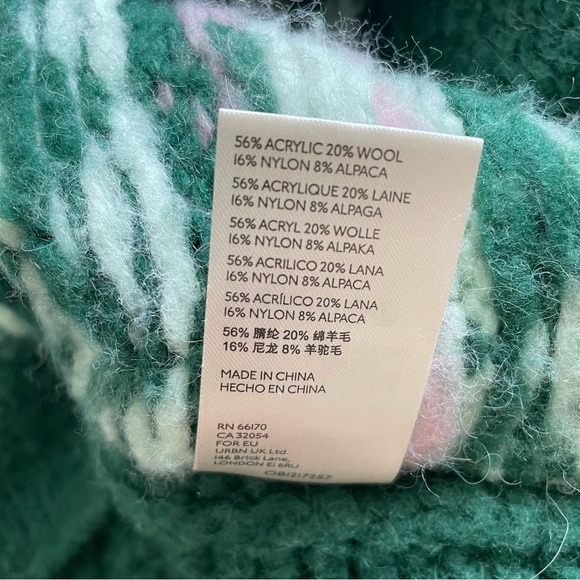 56% ACRYLIC 20% WOOL
16% NYLON 8% ALPACA
56% ACRYLIQUE 20% LAINE
16% NYLON 8% ALPAGA
56% ACRYL 20% WOLLE
16% NYLON 8% ALPAKA
56% ACRILICO 20% LANA
16% NYLON 8% ALPACA
56% ACRÍLICO 20% LANA
16% NYLON 8% ALPACA
56% 腈纶 20% 绵羊毛
16% 尼龙 8% 羊驼毛
MADE IN CHINA
HECHO EN CHINA
RN 66170
CA 32054
FOR EU
URBN UK Ltd.
146 Brick Lane,
LONDON E1 6RU
OB1217257